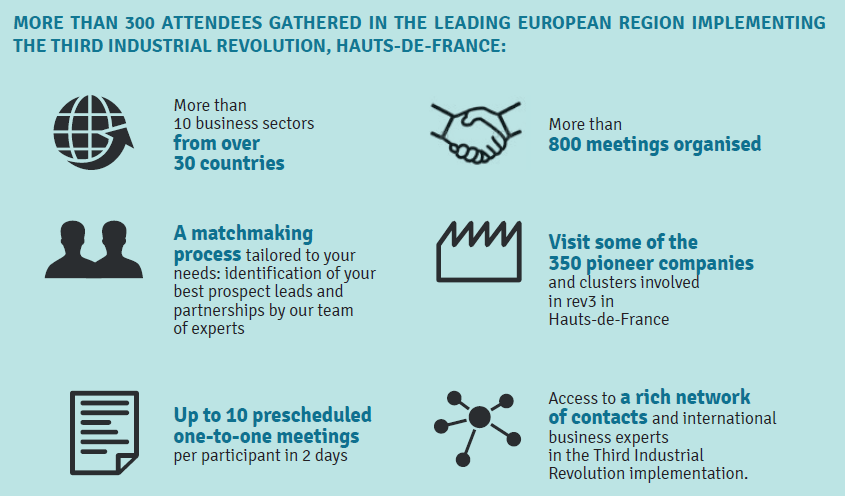 MORE THAN 300 ATTENDEES GATHERED IN THE LEADING EUROPEAN REGION IMPLEMENTING
THE THIRD INDUSTRIAL REVOLUTION, HAUTS-DE-FRANCE:
More than
10 business sectors
from over
30 countries
More than
800 meetings organised
A matchmaking
process tailored to your
needs: identification of your
best prospect leads and
partnerships by our team
of experts
Visit some of the
350 pioneer companies
and clusters involved
in rev3 in
Hauts-de-France
Up to 10 prescheduled
one-to-one meetings
per participant in 2 days
Access to a rich network
of contacts and international
business experts
in the Third Industrial
Revolution implementation.